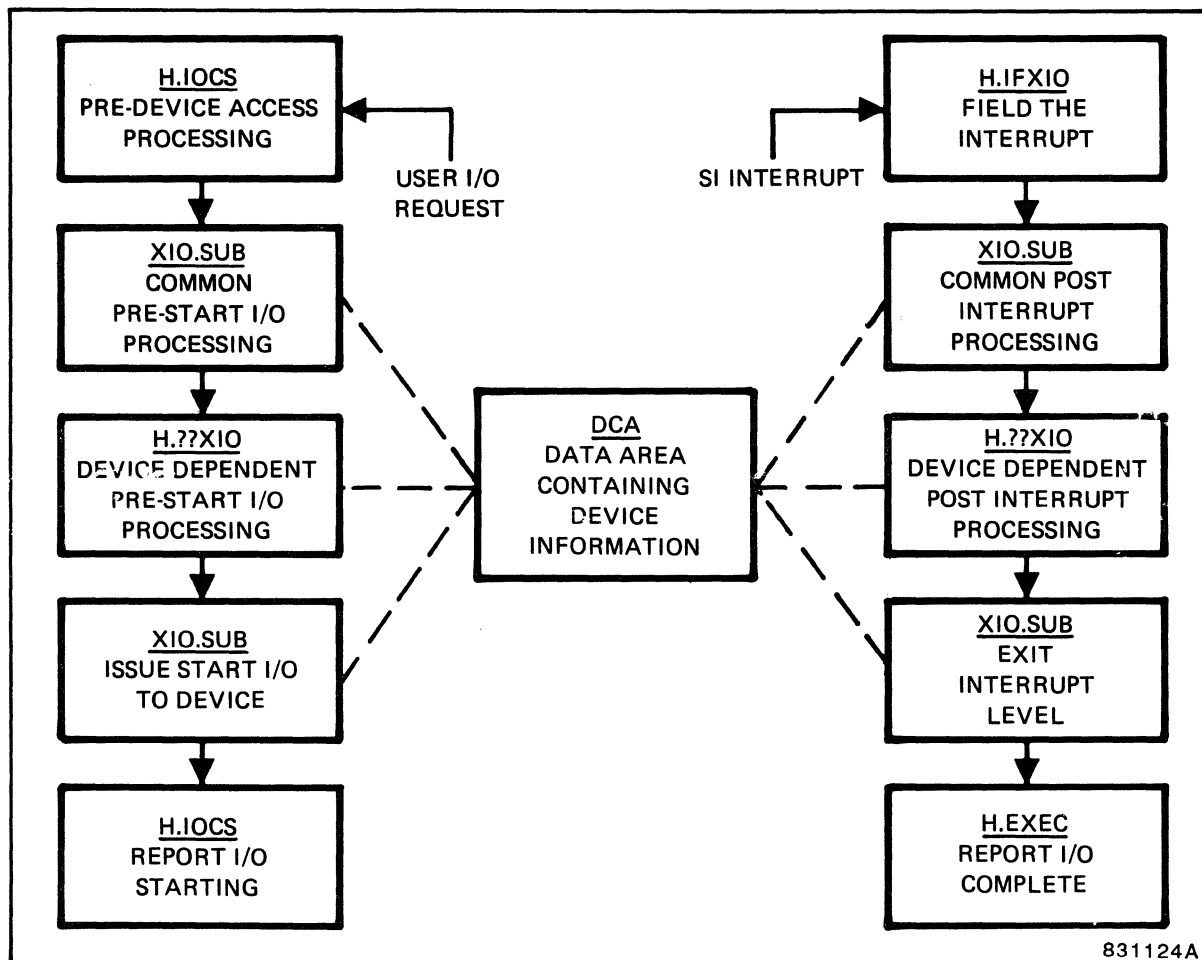 H.IOCS
PRE-DEVICE ACCESS
PROCESSING
USER I/O
REQUEST
XIO.SUB
COMMON
PRE-START I/O
PROCESSING
H.??XIO
DEVICE DEPENDENT
PRE-START I/O
PROCESSING
XIO.SUB
ISSUE START I/O
TO DEVICE
H.IOCS
REPORT I/O
STARTING
DCA
DATA AREA
CONTAINING
DEVICE
INFORMATION
H.IFXIO
FIELD THE
INTERRUPT
SI INTERRUPT
XIO.SUB
COMMON POST
INTERRUPT
PROCESSING
H.??XIO
DEVICE DEPENDENT
POST INTERRUPT
PROCESSING
XIO.SUB
EXIT
INTERRUPT
LEVEL
H.EXEC
REPORT I/O
COMPLETE
831124A